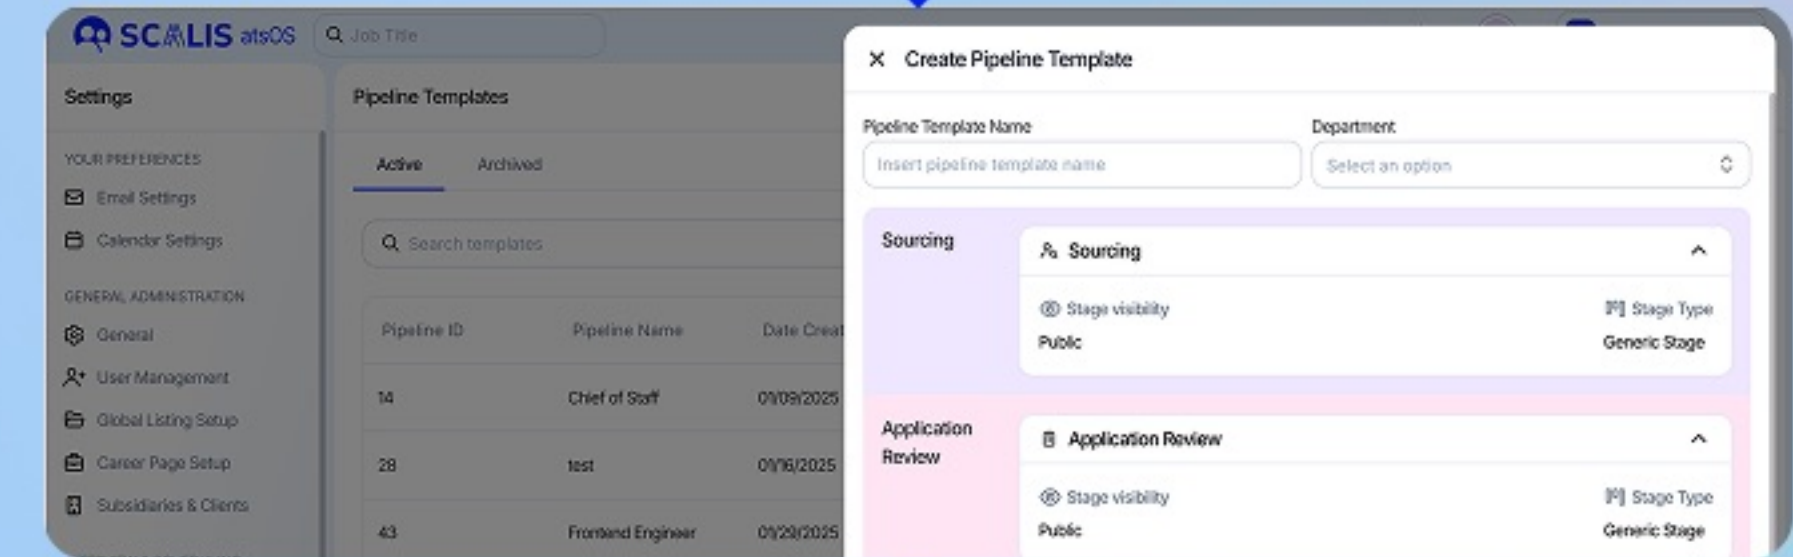 SCALIS atsOS
Job Title
Settings
YOUR PREFERENCES
Email Settings
Calendar Settings
GENERAL ADMINISTRATION
General
User Management
Global Listing Setup
Career Page Setup
Subsidiaries & Clients
Pipeline Templates
Active Archived
Search templates
Pipeline ID Pipeline Name Date Creat
14 Chief of Staff 01/09/2025
28 test 01/16/2025
43 Frontend Engineer 01/29/2025
Create Pipeline Template
Pipeline Template Name Department
Insert pipeline template name Select an option
Sourcing
Sourcing
Stage visibility Stage Type
Public Generic Stage
Application
Review
Application Review
Stage visibility Stage Type
Public Generic Stage